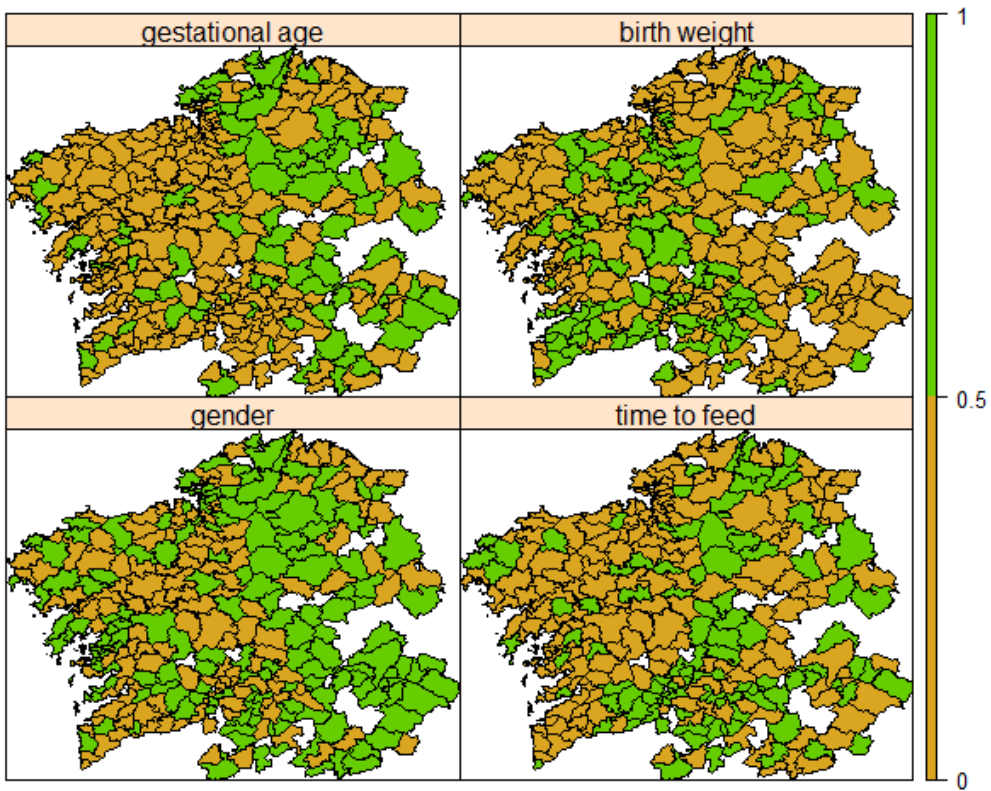 gestational age
birth weight
1
0.5
gender
time to feed
0